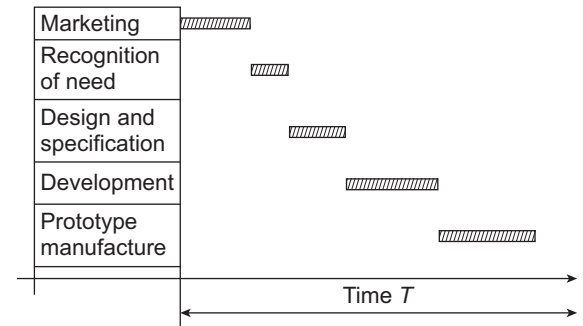 Marketing
Recognition
of need
Design and
specification
Development
Prototype
manufacture
Time T